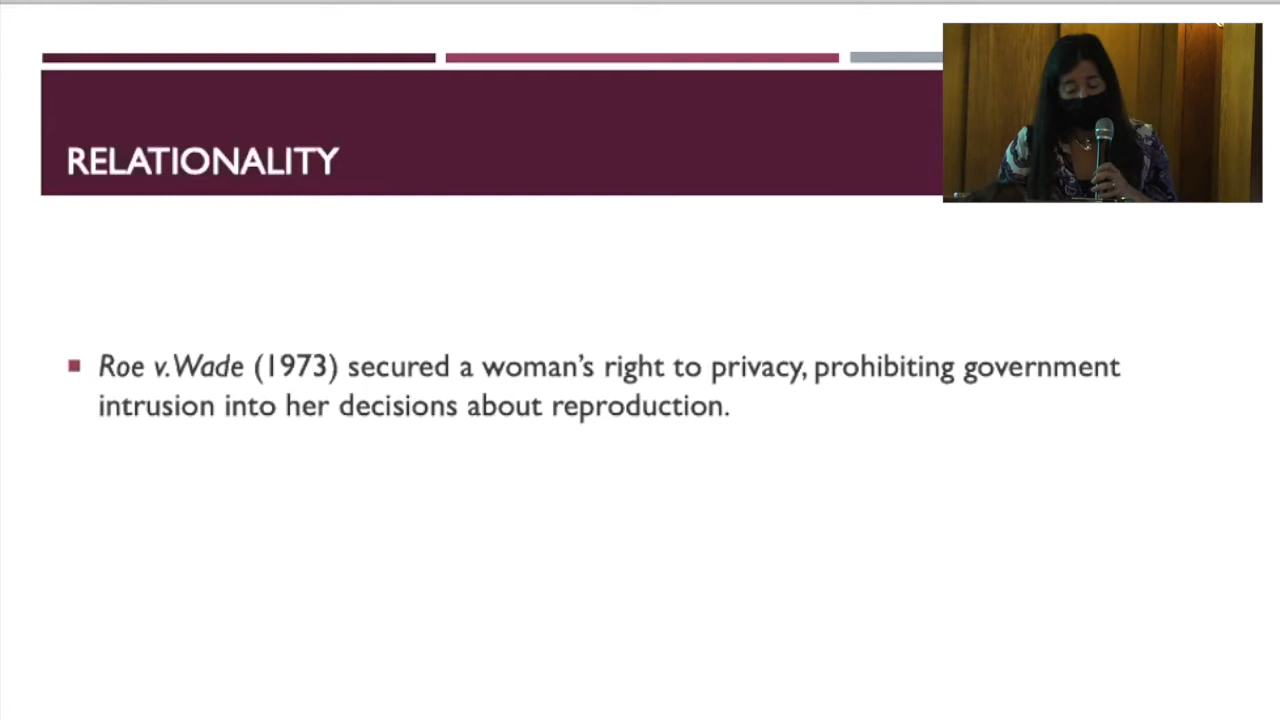 RELATIONALITY
▪ Roe v. Wade (1973) secured a woman's right to privacy, prohibiting government
intrusion into her decisions about reproduction.